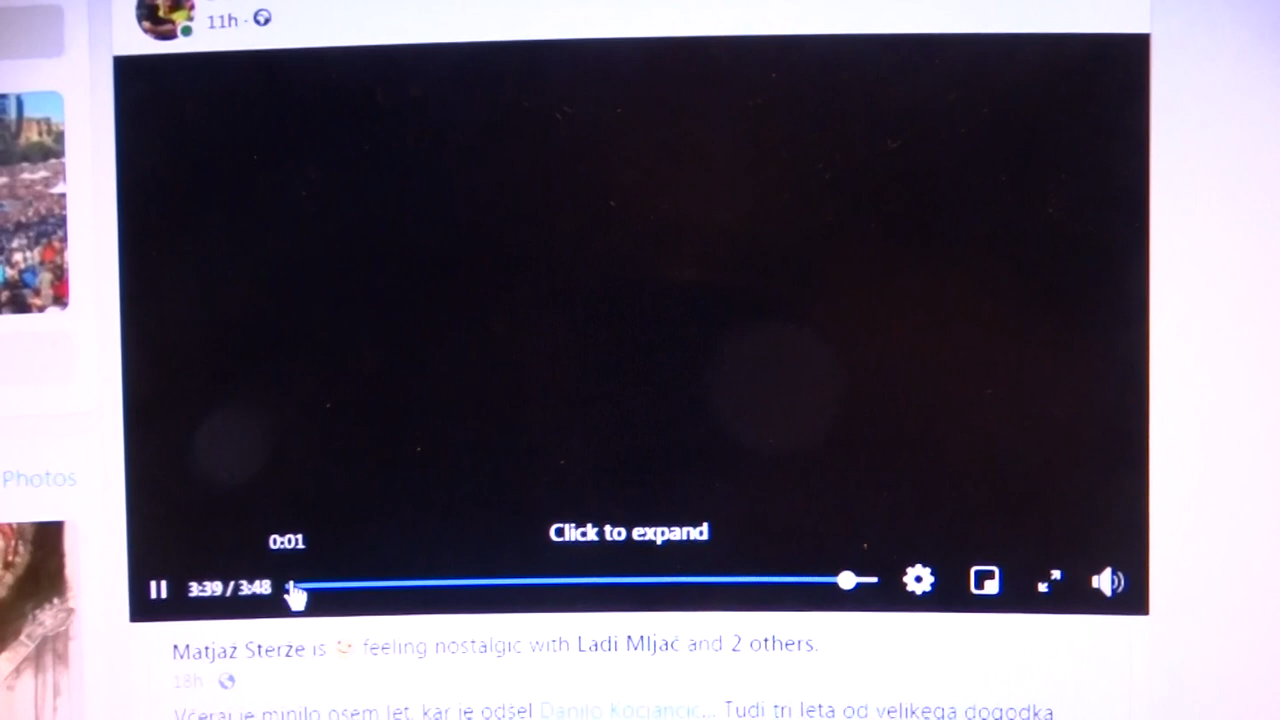 11h ·
Photos
0:01
Click to expand
3:39 / 3:48
Matjaž Sterže is feeling nostalgic with Ladi Mljač and 2 others.
18h
Včeraj je minilo osem let, kar je odšel Danilo Kocjančič... Tudi tri leta od velikega dogodka